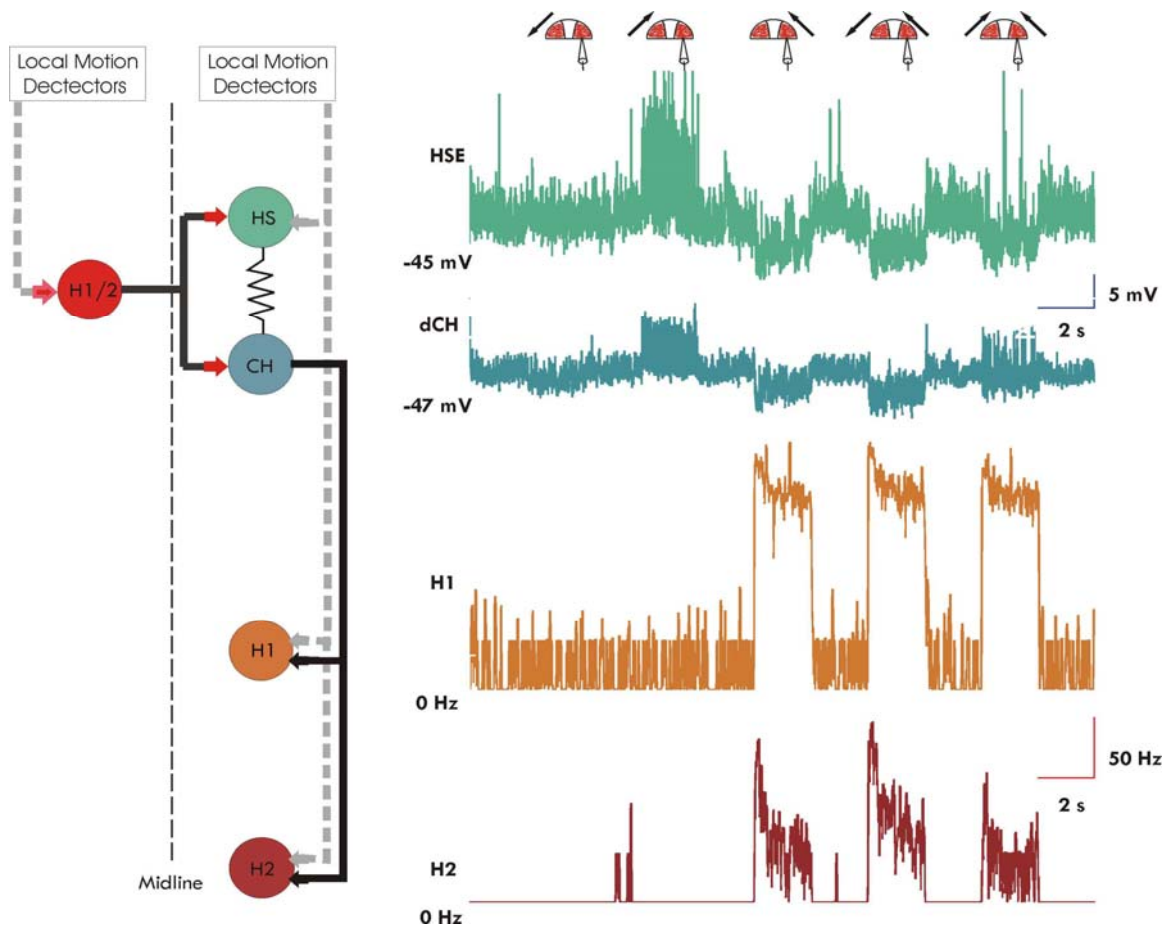 Local Motion
Dectectors
Local Motion
Dectectors
HS
H1/2
CH
H1
H2
Midline
HSE
-45 mV
5 mV
2 s
dCH
-47 mV
H1
0 Hz
50 Hz
2 s
H2
0 Hz